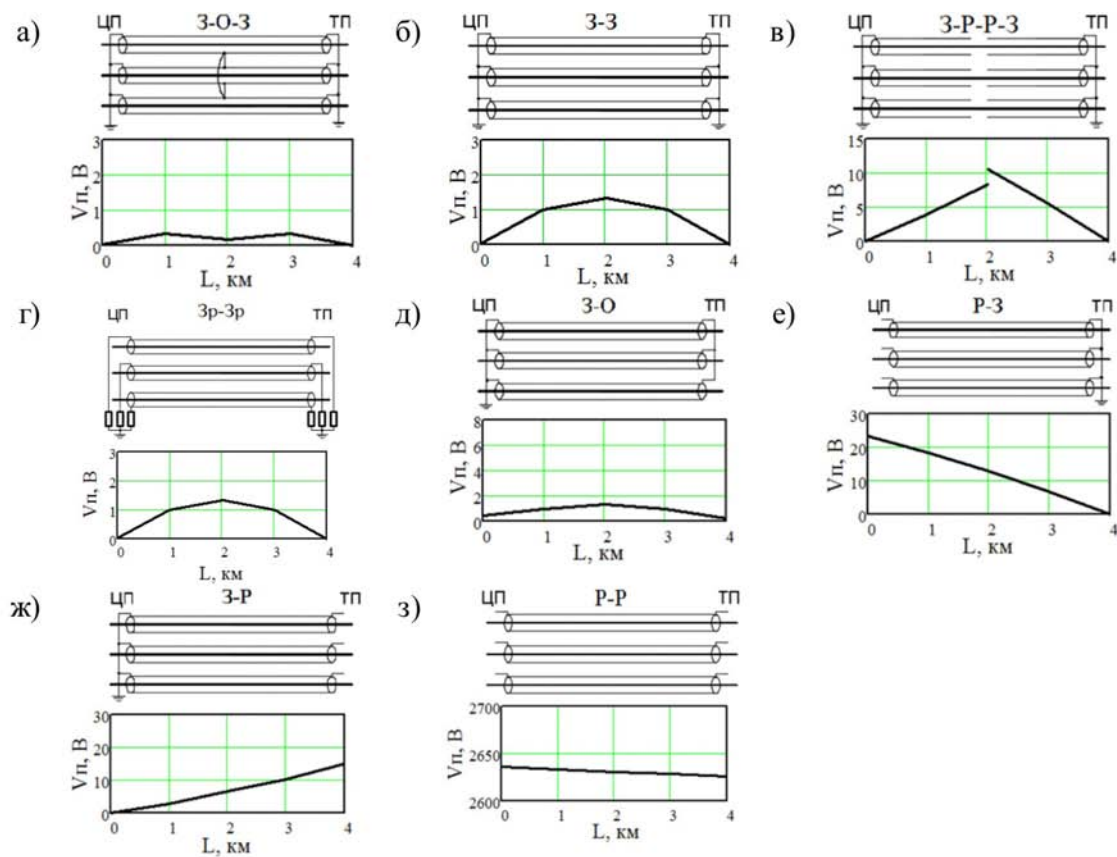 а) ЦП З-О-З ТП
Vп, В
3
2
1
0
0 1 2 3 4
L, км
б) ЦП З-З ТП
Vп, В
3
2
1
0
0 1 2 3 4
L, км
в) ЦП З-Р-Р-З ТП
Vп, В
15
10
5
0
0 1 2 3 4
L, км
г) ЦП Зр-Зр ТП
Vп, В
3
2
1
0
0 1 2 3 4
L, км
д) ЦП З-О ТП
Vп, В
8
6
4
2
0
0 1 2 3 4
L, км
е) ЦП Р-З ТП
Vп, В
30
20
10
0
0 1 2 3 4
L, км
ж) ЦП З-Р ТП
Vп, В
30
20
10
0
0 1 2 3 4
L, км
з) ЦП Р-Р ТП
Vп, В
2700
2650
2600
0 1 2 3 4
L, км